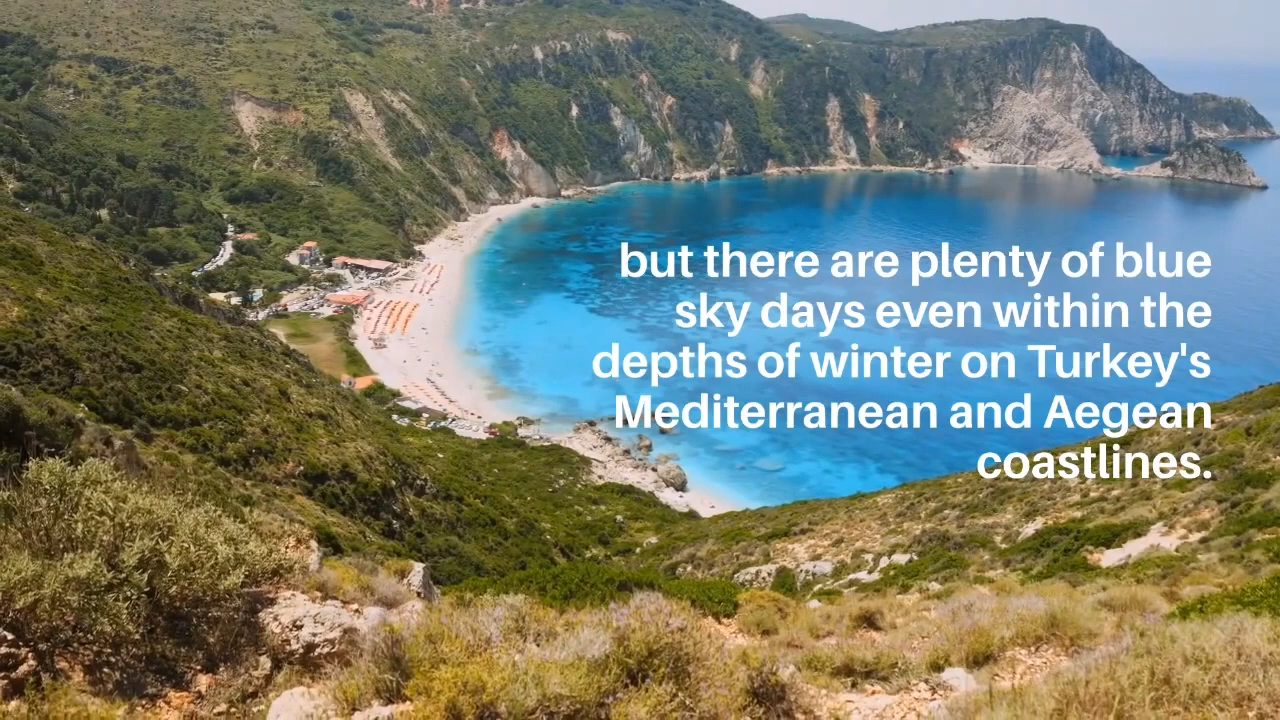 but there are plenty of blue
sky days even within the
depths of winter on Turkey's
Mediterranean and Aegean
coastlines.